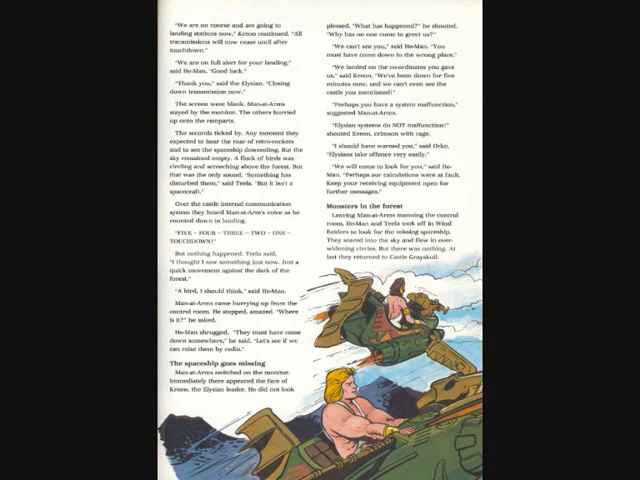 "We are on course and are going to
landing stations now," Kreon continued. "All
transmissions will now cease until after
touchdown."
"We are on full alert for your landing,"
said He-Man. "Good luck."
"Thank you," said the Elysian. "Closing
down transmission now."
The screen went blank. Man-at-Arms
stayed by the monitor. The others hurried
up onto the ramparts.
The seconds ticked by. Any moment they
expected to hear the roar of retro-rockets
and to see the spaceship descending. But the
sky remained empty. A flock of birds was
circling and screeching above the forest. But
that was the only sound. "Something has
disturbed them," said Teela. "But it isn't a
spacecraft."
Over the castle internal communication
system they heard Man-at-Arm's voice as he
counted down to landing.
"FIVE – FOUR – THREE – TWO – ONE –
TOUCHDOWN!"
But nothing happened. Teela said,
"I thought I saw something just now. Just a
quick movement against the dark of the
forest."
"A bird, I should think," said He-Man.
Man-at-Arms came hurrying up from the
control room. He stopped, amazed. "Where
is it?" he asked.
He-Man shrugged. "They must have come
down somewhere," he said. "Let's see if we
can raise them by radio."
The spaceship goes missing
Man-at-Arms switched on the monitor.
Immediately there appeared the face of
Kreon, the Elysian leader. He did not look
pleased. "What has happened?" he shouted.
"Why has no one come to greet us?"
"We can't see you," said He-Man. "You
must have come down in the wrong place."
"We landed on the co-ordinates you gave
us," said Kreon. "We've been down for five
minutes now, and we can't even see the
castle you mentioned!"
"Perhaps you have a system malfunction,"
suggested Man-at-Arms.
"Elysian systems do NOT malfunction!"
shouted Kreon, crimson with rage.
"I should have warned you," said Orko.
"Elysians take offence very easily."
"We will come to look for you," said He-
Man. "Perhaps our calculations were at fault.
Keep your receiving equipment open for
further messages."
Monsters in the forest
Leaving Man-at-Arms manning the control
room, He-Man and Teela took off in Wind
Raiders to look for the missing spaceship.
They soared into the sky and flew in ever-
widening circles. But there was nothing. At
last they returned to Castle Grayskull.